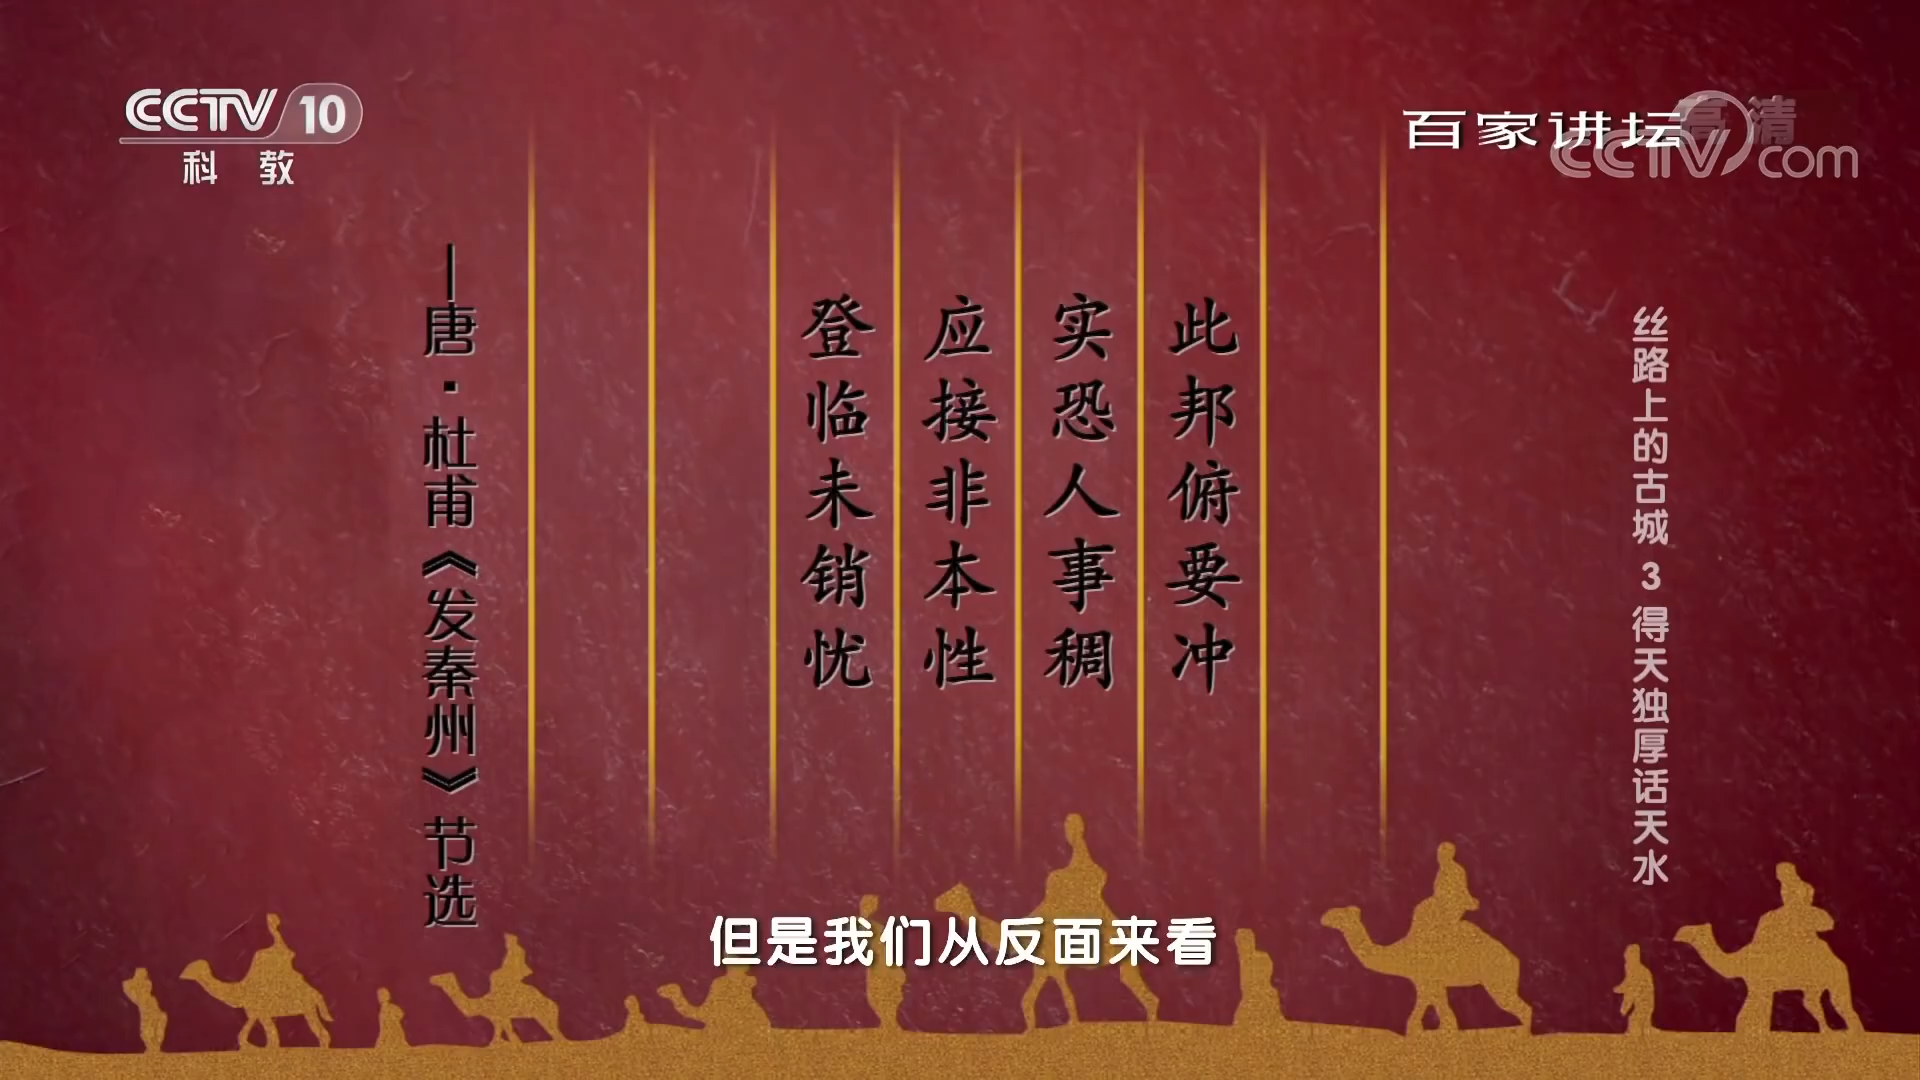 CCTV 10
科教
百家讲坛
高清
CCTV.com
丝路上的古城 3 得天独厚话天水
此邦俯要冲
实恐人事稠
应接非本性
登临未销忧
—唐·杜甫《发秦州》节选
但是我们从反面来看